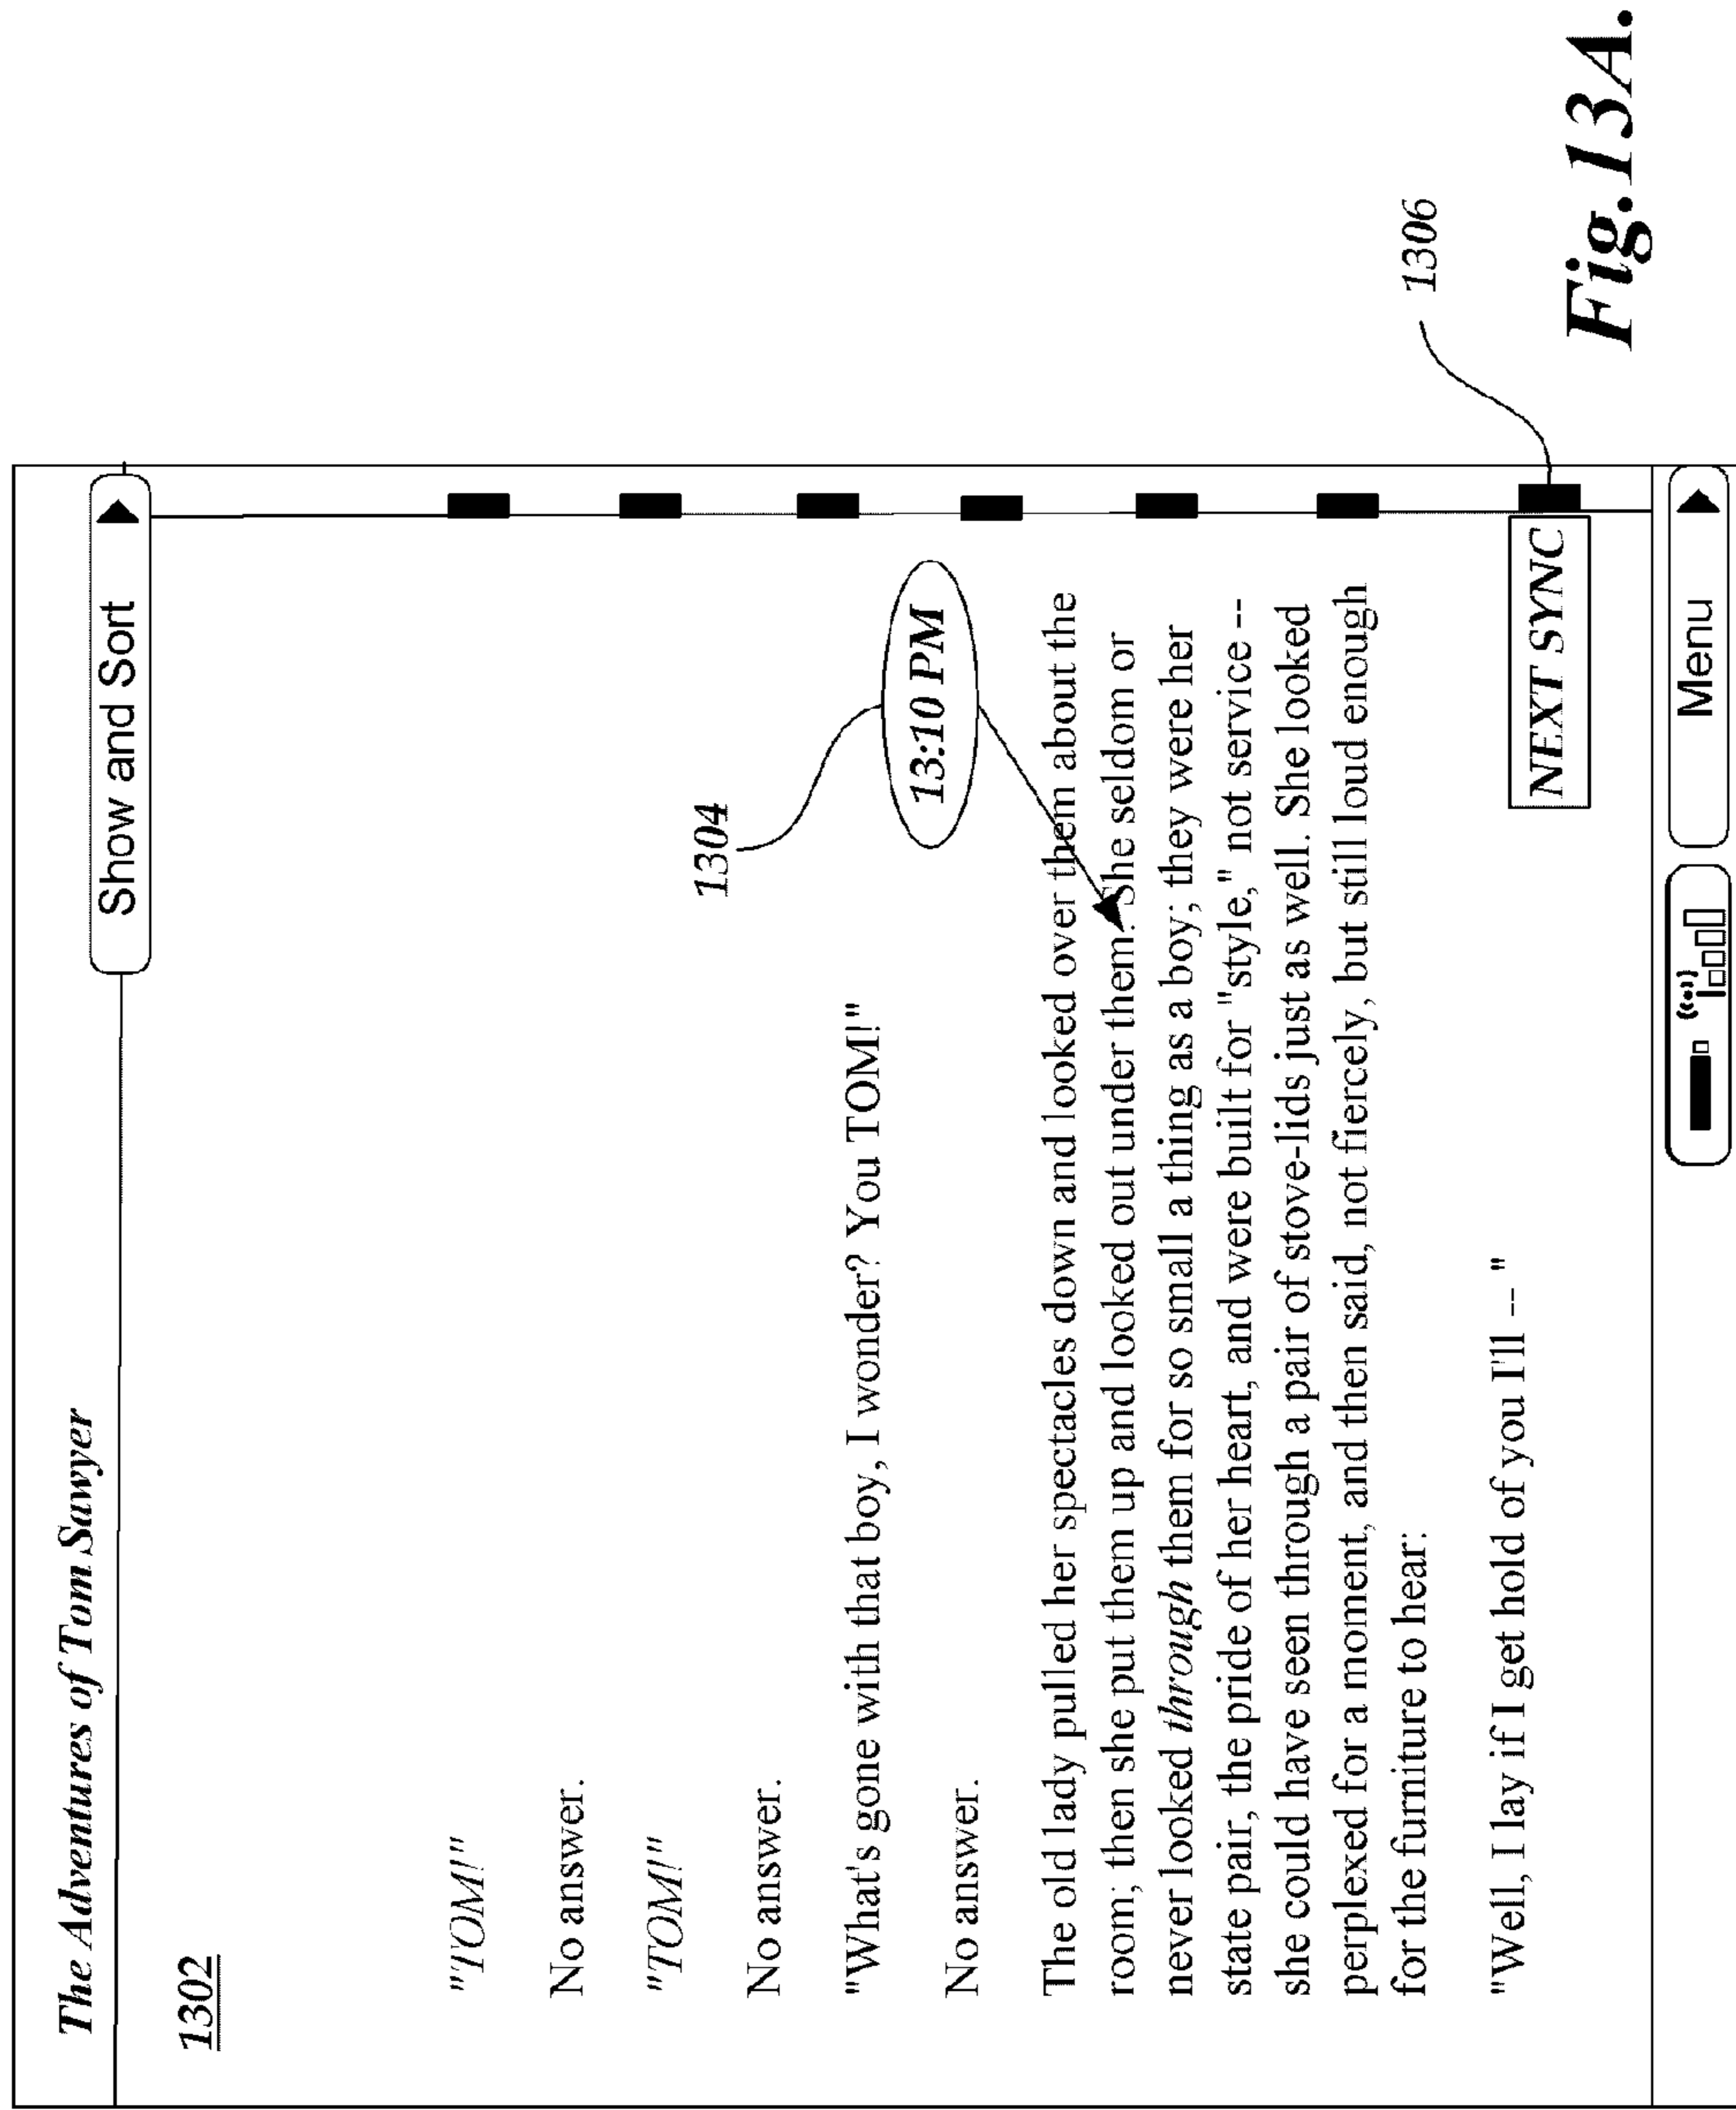 The Adventures of Tom Sawyer
Show and Sort
1302
"TOM!"
No answer.
"TOM!"
No answer.
1304
"What's gone with that boy, I wonder? You TOM!"
13:10 PM
No answer.
The old lady pulled her spectacles down and looked over them about the
room; then she put them up and looked out under them. She seldom or
never looked through them for so small a thing as a boy; they were her
state pair, the pride of her heart, and were built for "style," not service --
she could have seen through a pair of stove-lids just as well. She looked
perplexed for a moment, and then said, not fiercely, but still loud enough
for the furniture to hear:
"Well, I lay if I get hold of you I'll -- "
NEXT SYNC
1306
Menu
Fig.13A.